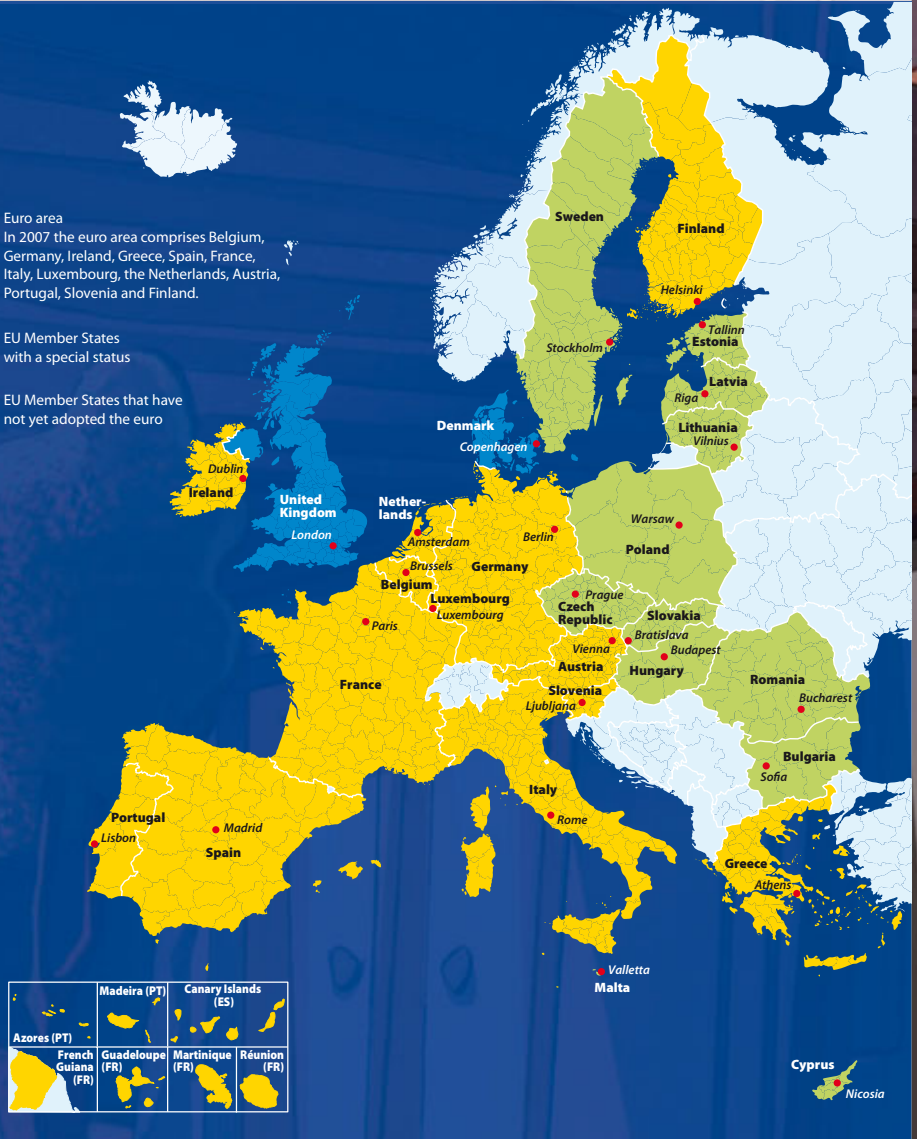 Euro area
In 2007 the euro area comprises Belgium,
Germany, Ireland, Greece, Spain, France,
Italy, Luxembourg, the Netherlands, Austria,
Portugal, Slovenia and Finland.
EU Member States
with a special status
EU Member States that have
not yet adopted the euro
Sweden
Finland
Helsinki
Tallinn
Estonia
Stockholm
Latvia
Riga
Lithuania
Vilnius
Denmark
Copenhagen
Dublin
Ireland
United
Kingdom
London
Nether-
lands
Amsterdam
Brussels
Belgium
Luxembourg
Luxembourg
Berlin
Germany
Warsaw
Poland
Prague
Czech
Republic
Slovakia
Bratislava
Vienna
Austria
Budapest
Hungary
Paris
France
Slovenia
Ljubljana
Romania
Bucharest
Bulgaria
Sofia
Italy
Rome
Portugal
Lisbon
Madrid
Spain
Greece
Athens
Valletta
Malta
Azores (PT)
Madeira (PT)
Canary Islands
(ES)
French
Guiana
(FR)
Guadeloupe
(FR)
Martinique
(FR)
Réunion
(FR)
Cyprus
Nicosia